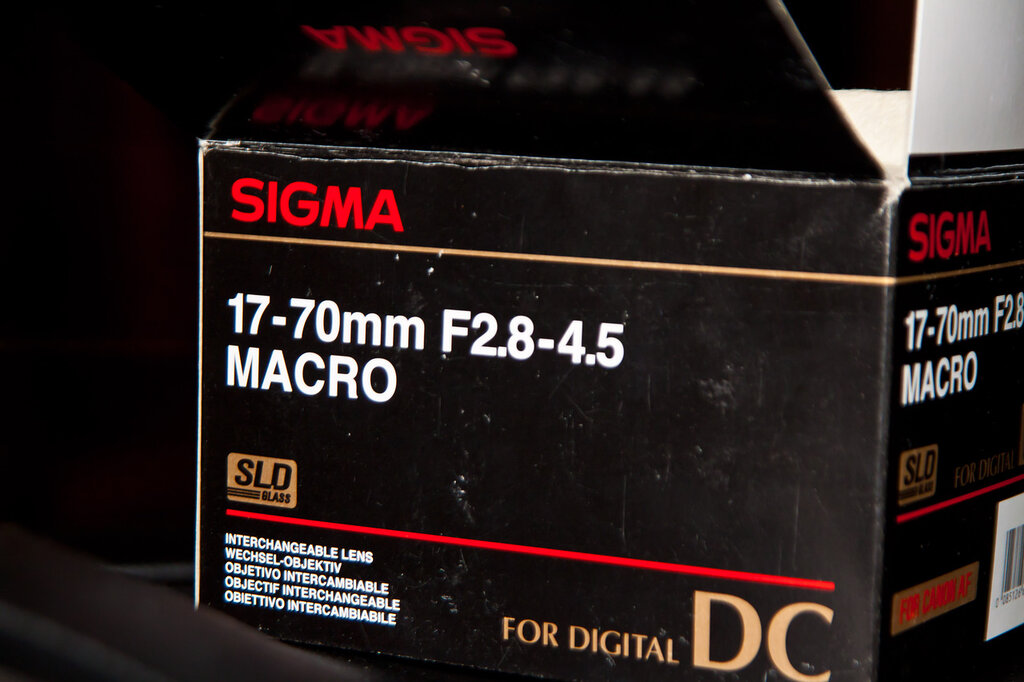 SIGMA
SIGMA
SIGMA
17-70mm F2.8-4.5
MACRO
SLD
GLASS
INTERCHANGEABLE LENS
WECHSEL-OBJEKTIV
OBJETIVO INTERCAMBIABLE
OBJECTIF INTERCHANGEABLE
OBIETTIVO INTERCAMBIABILE
FOR DIGITAL DC
SIGMA
17-70mm F2.8
MACRO
SLD
FOR DIGITAL
FOR CANON AF